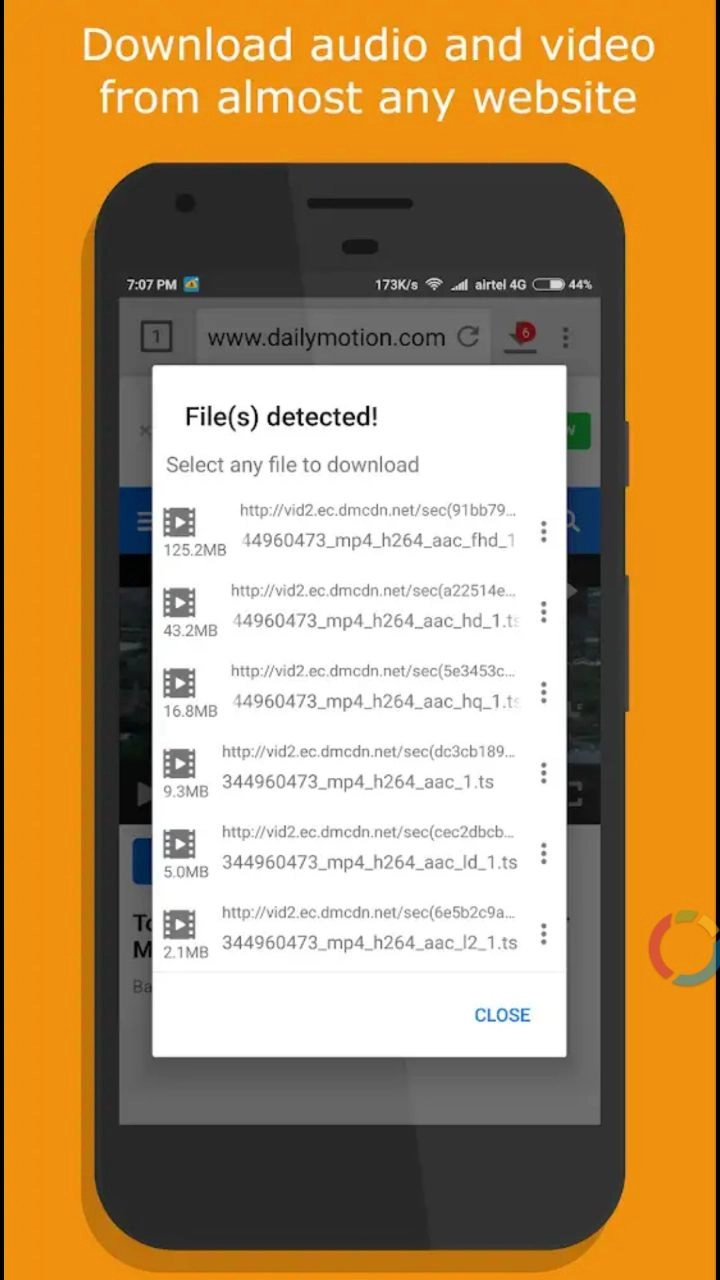 Download audio and video
from almost any website
7:07 PM 173K/s airtel 4G 44%
1 www.dailymotion.com 6
File(s) detected!
Select any file to download
http://vid2.ec.dmcdn.net/sec(91bb79...
125.2MB 44960473_mp4_h264_aac_fhd_1
http://vid2.ec.dmcdn.net/sec(a22514e...
43.2MB 44960473_mp4_h264_aac_hd_1.ts
http://vid2.ec.dmcdn.net/sec(5e3453c...
16.8MB 44960473_mp4_h264_aac_hq_1.ts
http://vid2.ec.dmcdn.net/sec(dc3cb189...
9.3MB 344960473_mp4_h264_aac_1.ts
http://vid2.ec.dmcdn.net/sec(cec2dbcb...
5.0MB 344960473_mp4_h264_aac_ld_1.ts
http://vid2.ec.dmcdn.net/sec(6e5b2c9a...
2.1MB 344960473_mp4_h264_aac_l2_1.ts
CLOSE